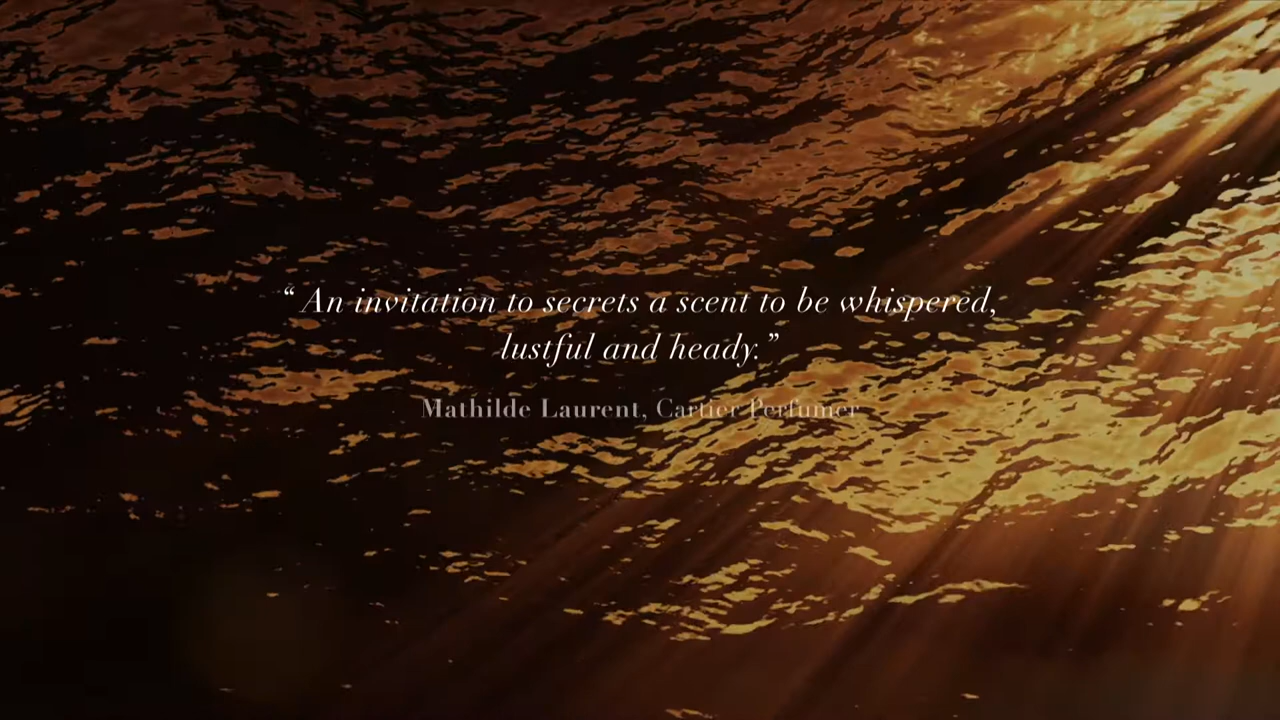 “ An invitation to secrets a scent to be whispered,
lustful and heady.”
Mathilde Laurent, Cartier Perfumer